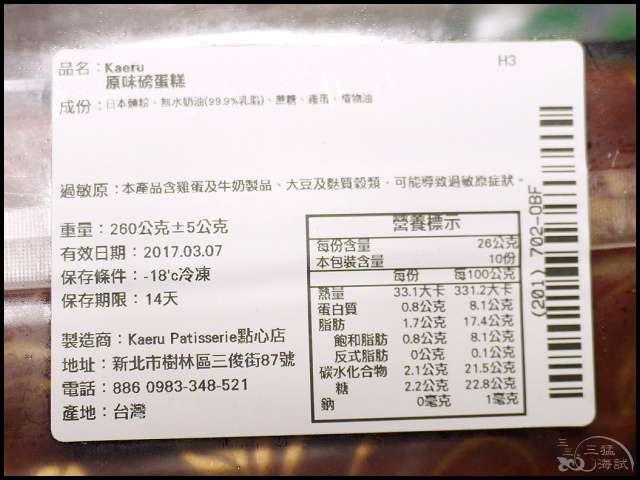 品名：Kaeru
原味磅蛋糕
H3
成份：日本麵粉、無水奶油(99.9%乳脂)、蔗糖、雞蛋、植物油
過敏原：本產品含雞蛋及牛奶製品、大豆及麩質穀類，可能導致過敏原症狀。
重量：260公克±5公克
有效日期：2017.03.07
保存條件：-18'c冷凍
保存期限：14天
製造商：Kaeru Patisserie點心店
地址：新北市樹林區三俊街87號
電話：886 0983-348-521
產地：台灣
營養標示
每份含量 26公克
本包裝含量 10份
每份 每100公克
熱量 33.1大卡 331.2大卡
蛋白質 0.8公克 8.1公克
脂肪 1.7公克 17.4公克
飽和脂肪 0.8公克 8.1公克
反式脂肪 0公克 0.1公克
碳水化合物 2.1公克 21.5公克
糖 2.2公克 22.8公克
鈉 0毫克 1毫克
(201) 702-0BF
三猛
海試